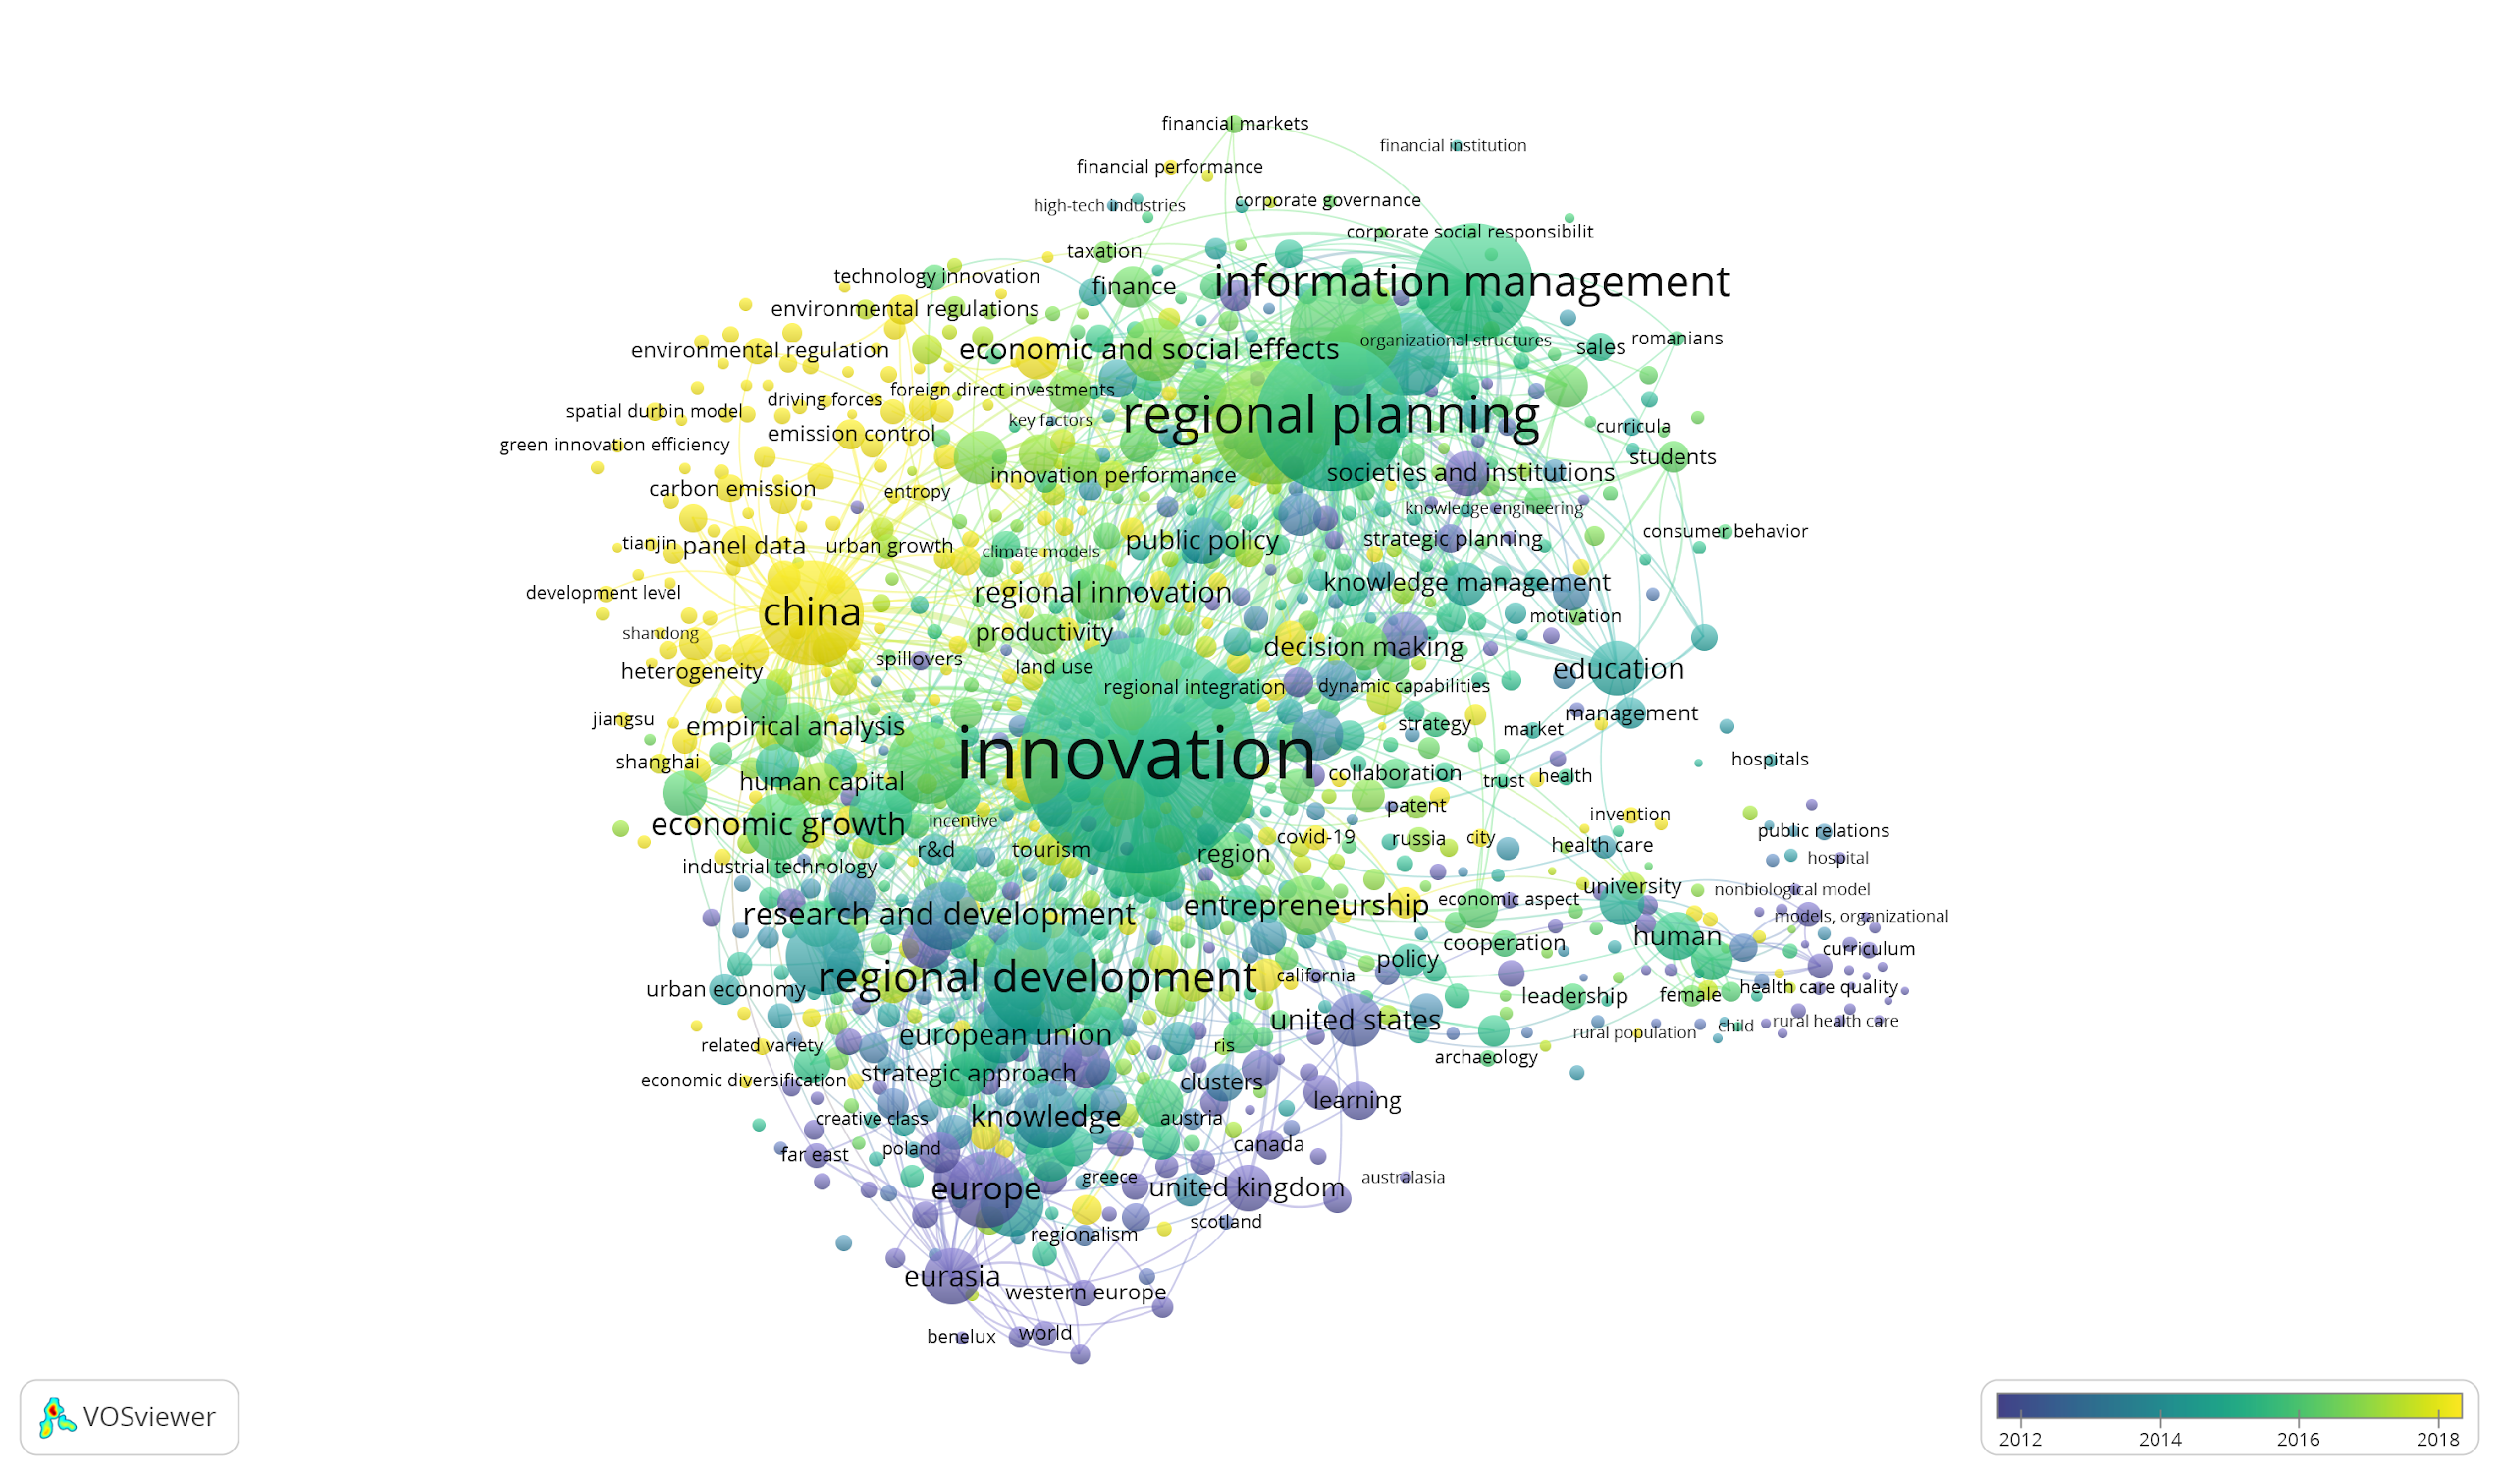 financial markets
financial institution
financial performance
corporate governance
high-tech industries
corporate social responsibilit
taxation
technology innovation
information management
finance
environmental regulations
organizational structures
romanians
sales
economic and social effects
environmental regulation
foreign direct investments
driving forces
spatial durbin model
regional planning
key factors
curricula
emission control
green innovation efficiency
students
societies and institutions
innovation performance
carbon emission
entropy
knowledge engineering
consumer behavior
strategic planning
public policy
tianjin
panel data
urban growth
climate models
knowledge management
regional innovation
development level
china
motivation
shandong
productivity
decision making
spillovers
land use
education
heterogeneity
regional integration
dynamic capabilities
management
jiangsu
strategy
empirical analysis
market
innovation
hospitals
shanghai
collaboration
trust
health
human capital
patent
invention
incentive
economic growth
public relations
covid-19
russia
city
health care
r&d
tourism
region
hospital
industrial technology
university
nonbiological model
economic aspect
entrepreneurship
research and development
models, organizational
human
cooperation
curriculum
policy
regional development
california
urban economy
health care quality
leadership
female
united states
rural health care
child
rural population
european union
related variety
ris
archaeology
strategic approach
economic diversification
clusters
learning
creative class
knowledge
austria
canada
poland
far east
greece
australasia
europe
united kingdom
scotland
regionalism
eurasia
western europe
benelux
world
VOSviewer
2012
2014
2016
2018